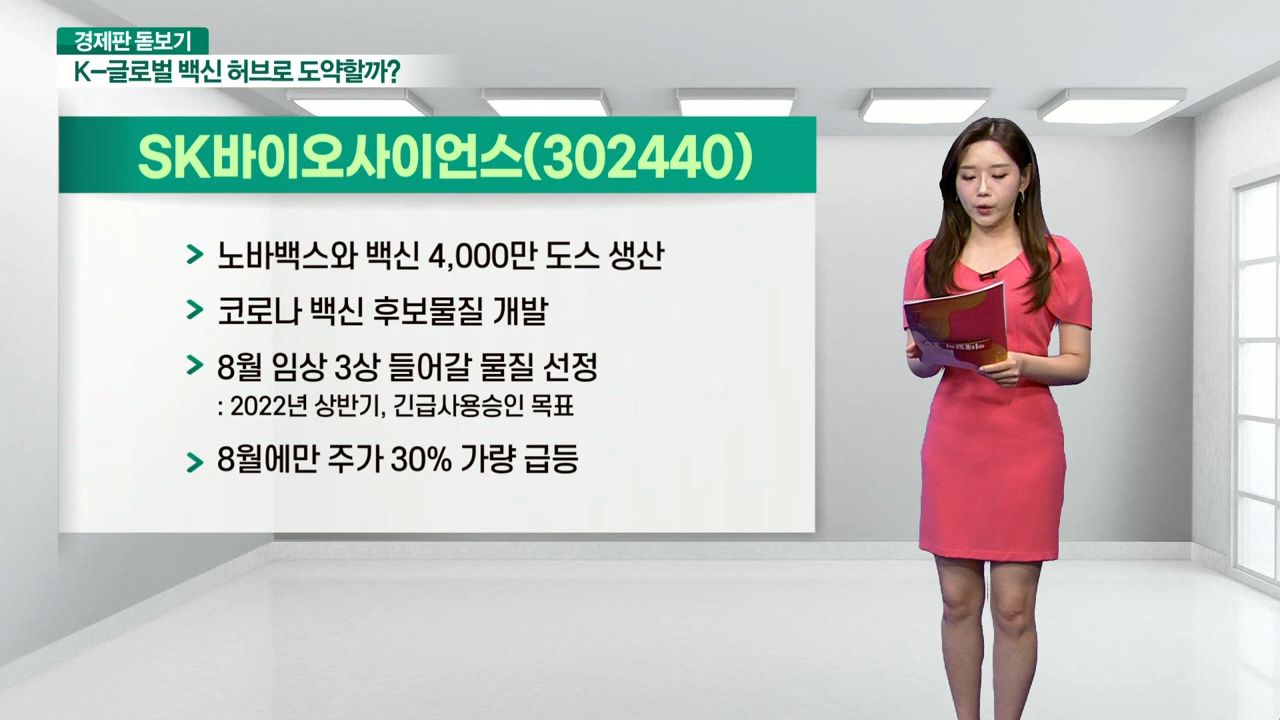 경제판 돋보기
K-글로벌 백신 허브로 도약할까?
SK바이오사이언스(302440)
> 노바백스와 백신 4,000만 도스 생산
> 코로나 백신 후보물질 개발
> 8월 임상 3상 들어갈 물질 선정
: 2022년 상반기, 긴급사용승인 목표
> 8월에만 주가 30% 가량 급등